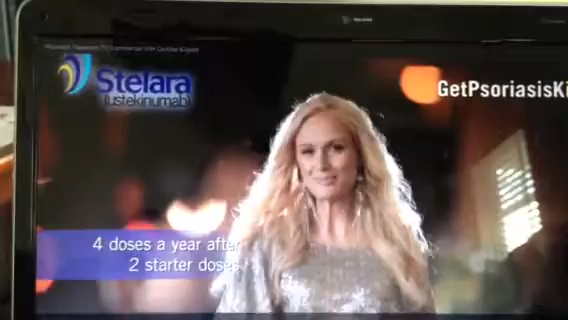 Stelara
(ustekinumab)
GetPsoriasisKi
4 doses a year after
2 starter doses